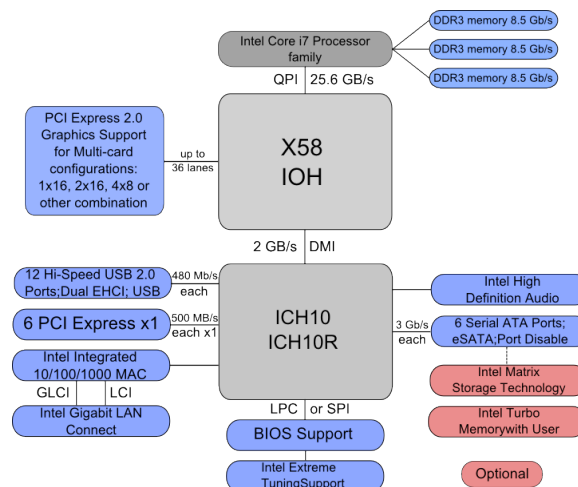 Intel Core i7 Processor
family
DDR3 memory 8.5 Gb/s
DDR3 memory 8.5 Gb/s
DDR3 memory 8.5 Gb/s
QPI 25.6 GB/s
PCI Express 2.0
Graphics Support
for Multi-card
configurations:
1x16, 2x16, 4x8 or
other combination
up to
36 lanes
X58
IOH
2 GB/s DMI
12 Hi-Speed USB 2.0
Ports;Dual EHCI; USB
480 Mb/s
each
6 PCI Express x1
500 MB/s
each x1
Intel Integrated
10/100/1000 MAC
GLCI LCI
Intel Gigabit LAN
Connect
ICH10
ICH10R
Intel High
Definition Audio
3 Gb/s
each
6 Serial ATA Ports;
eSATA;Port Disable
Intel Matrix
Storage Technology
Intel Turbo
Memorywith User
LPC or SPI
BIOS Support
Intel Extreme
TuningSupport
Optional